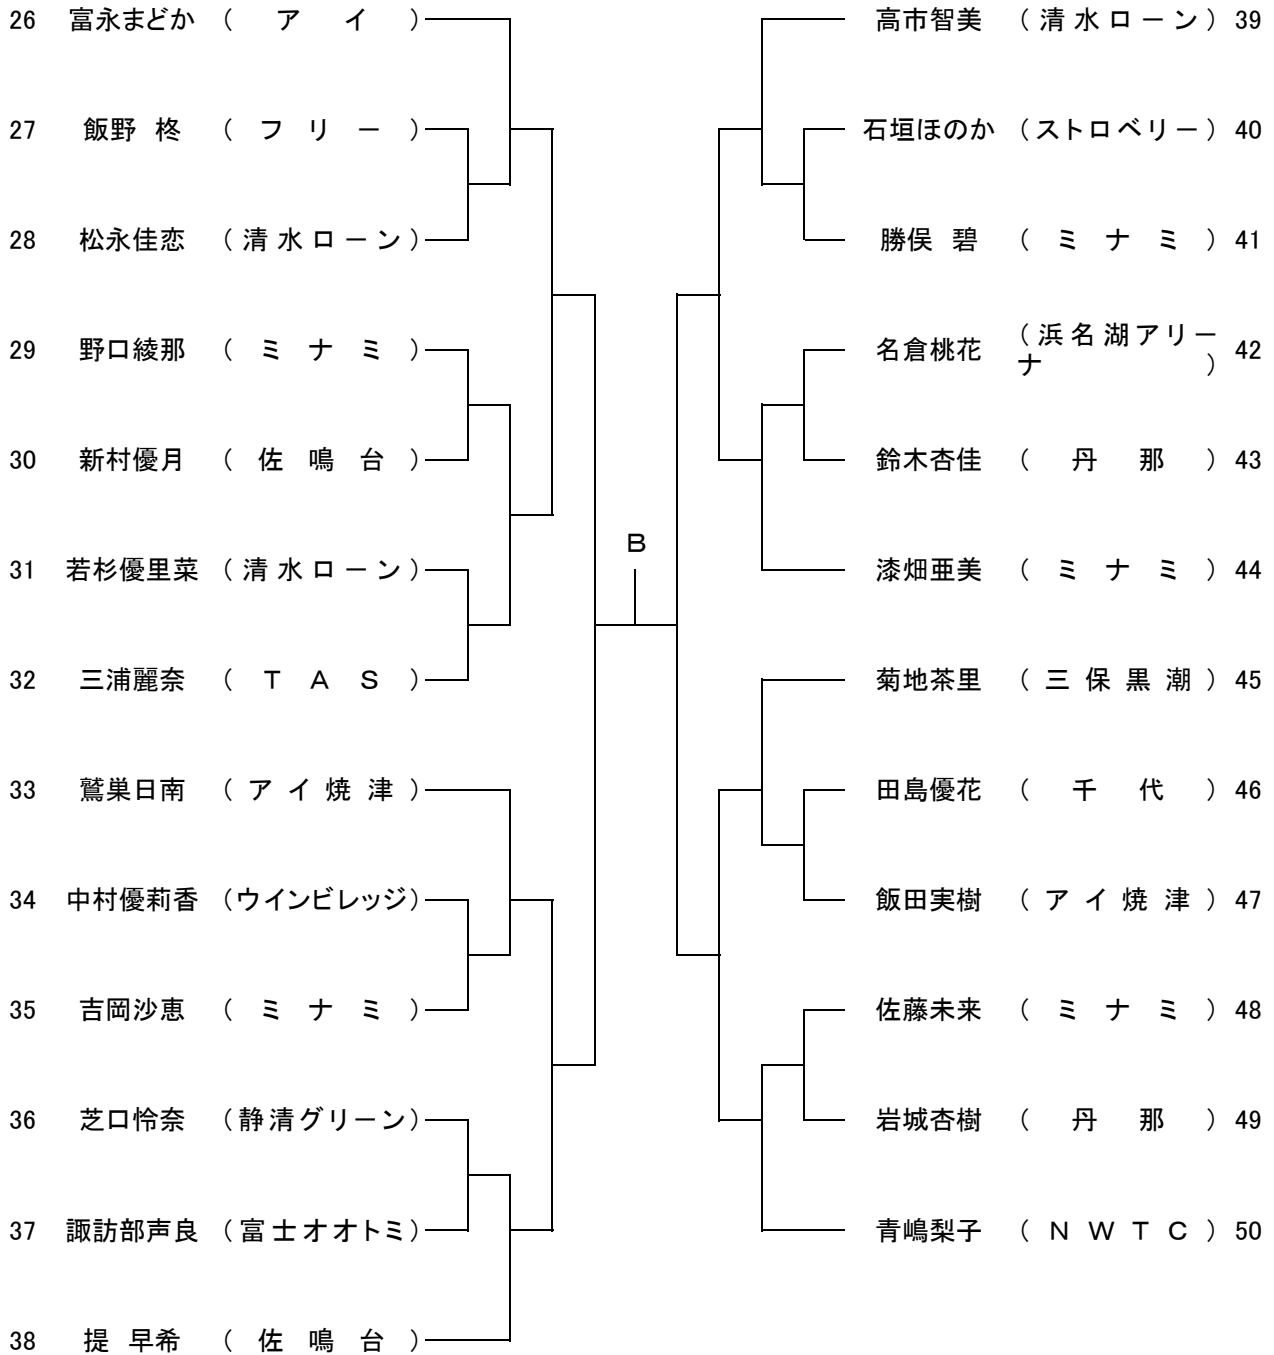 26 富永まどか （ ア イ ）
27 飯野 柊 （ フ リ ー ）
28 松永佳恋 （ 清 水 ロ ー ン ）
29 野口綾那 （ ミ ナ ミ ）
30 新村優月 （ 佐 鳴 台 ）
31 若杉優里菜 （ 清 水 ロ ー ン ）
32 三浦麗奈 （ Ｔ Ａ Ｓ ）
33 鷲巣日南 （ ア イ 焼 津 ）
34 中村優莉香 （ウインビレッジ）
35 吉岡沙恵 （ ミ ナ ミ ）
36 芝口怜奈 （静清グリーン）
37 諏訪部声良 （富士オオトミ）
38 提 早希 （ 佐 鳴 台 ）
Ｂ
高市智美 （ 清 水 ロ ー ン ） 39
石垣ほのか （ストロベリー） 40
勝俣 碧 （ ミ ナ ミ ） 41
名倉桃花 （浜名湖アリー
ナ ） 42
鈴木杏佳 （ 丹 那 ） 43
漆畑亜美 （ ミ ナ ミ ） 44
菊地茶里 （ 三 保 黒 潮 ） 45
田島優花 （ 千 代 ） 46
飯田実樹 （ ア イ 焼 津 ） 47
佐藤未来 （ ミ ナ ミ ） 48
岩城杏樹 （ 丹 那 ） 49
青嶋梨子 （ Ｎ Ｗ Ｔ Ｃ ） 50